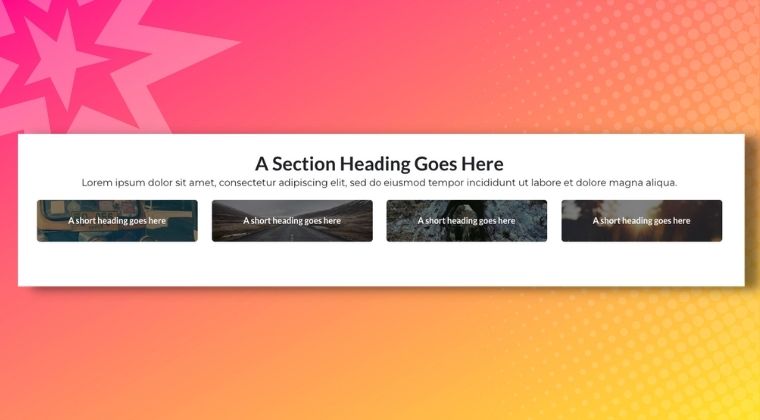 A Section Heading Goes Here
Lorem ipsum dolor sit amet, consectetur adipiscing elit, sed do eiusmod tempor incididunt ut labore et dolore magna aliqua.
A short heading goes here
A short heading goes here
A short heading goes here
A short heading goes here